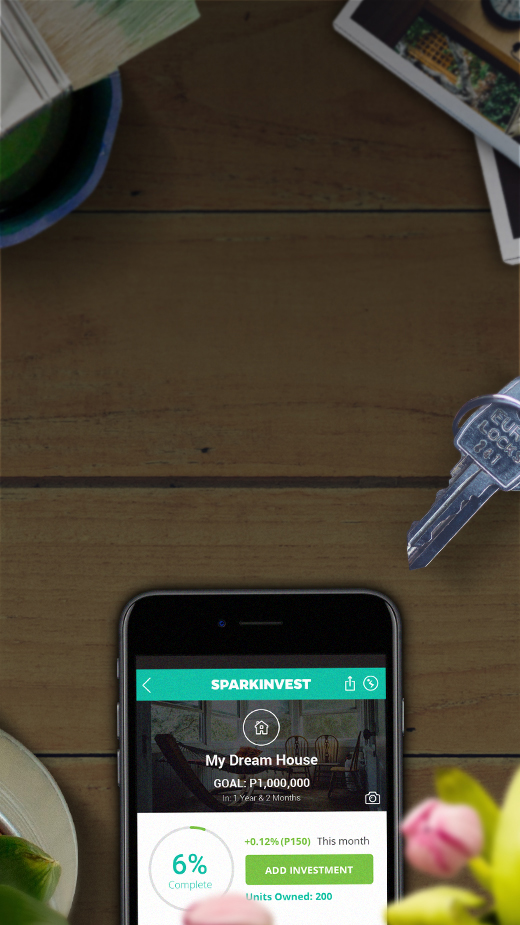 EURO
LOCKS
261
SPARKINVEST
My Dream House
GOAL: P1,000,000
In: 1 Year & 2 Months
6%
Complete
+0.12% (P150) This month
ADD INVESTMENT
Units Owned: 200